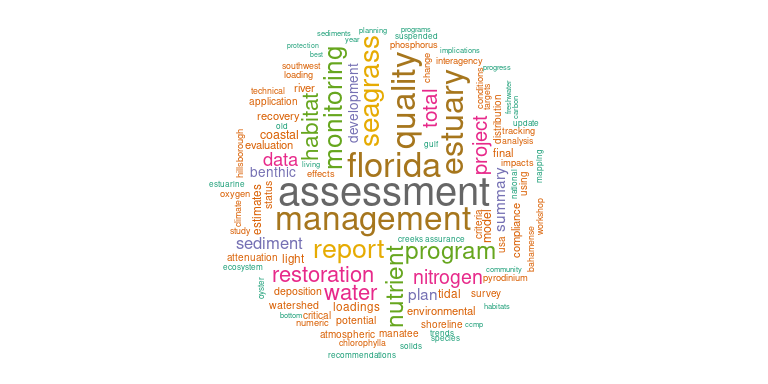 sediments
planning
programs
year
suspended
protection
best
phosphorus
implications
southwest
loading
monitoring
development
seagrass
quality
change
interagency
progress
estuary
conditions
targets
freshwater
carbon
technical
river
application
habitat
total
distribution
recovery
old
coastal
gulf
project
update
tracking
danalysis
evaluation
hillsborough
data
living
effects
florida
final
impacts
mapping
benthic
estuarine
oxygen
status
assessment
summary
national
using
climate
estimates
management
criteria
model
compliance
workshop
study
sediment
report
creeks
assurance
program
usa
bahamense
attenuation
light
ecosystem
restoration
nutrient
nitrogen
community
pyrodinium
oyster
deposition
water
plan
tidal
survey
watershed
loadings
environmental
habitats
bottom
critical
numeric
potential
shoreline
ccmp
atmospheric
manatee
trends
species
chlorophylla
solids
recommendations